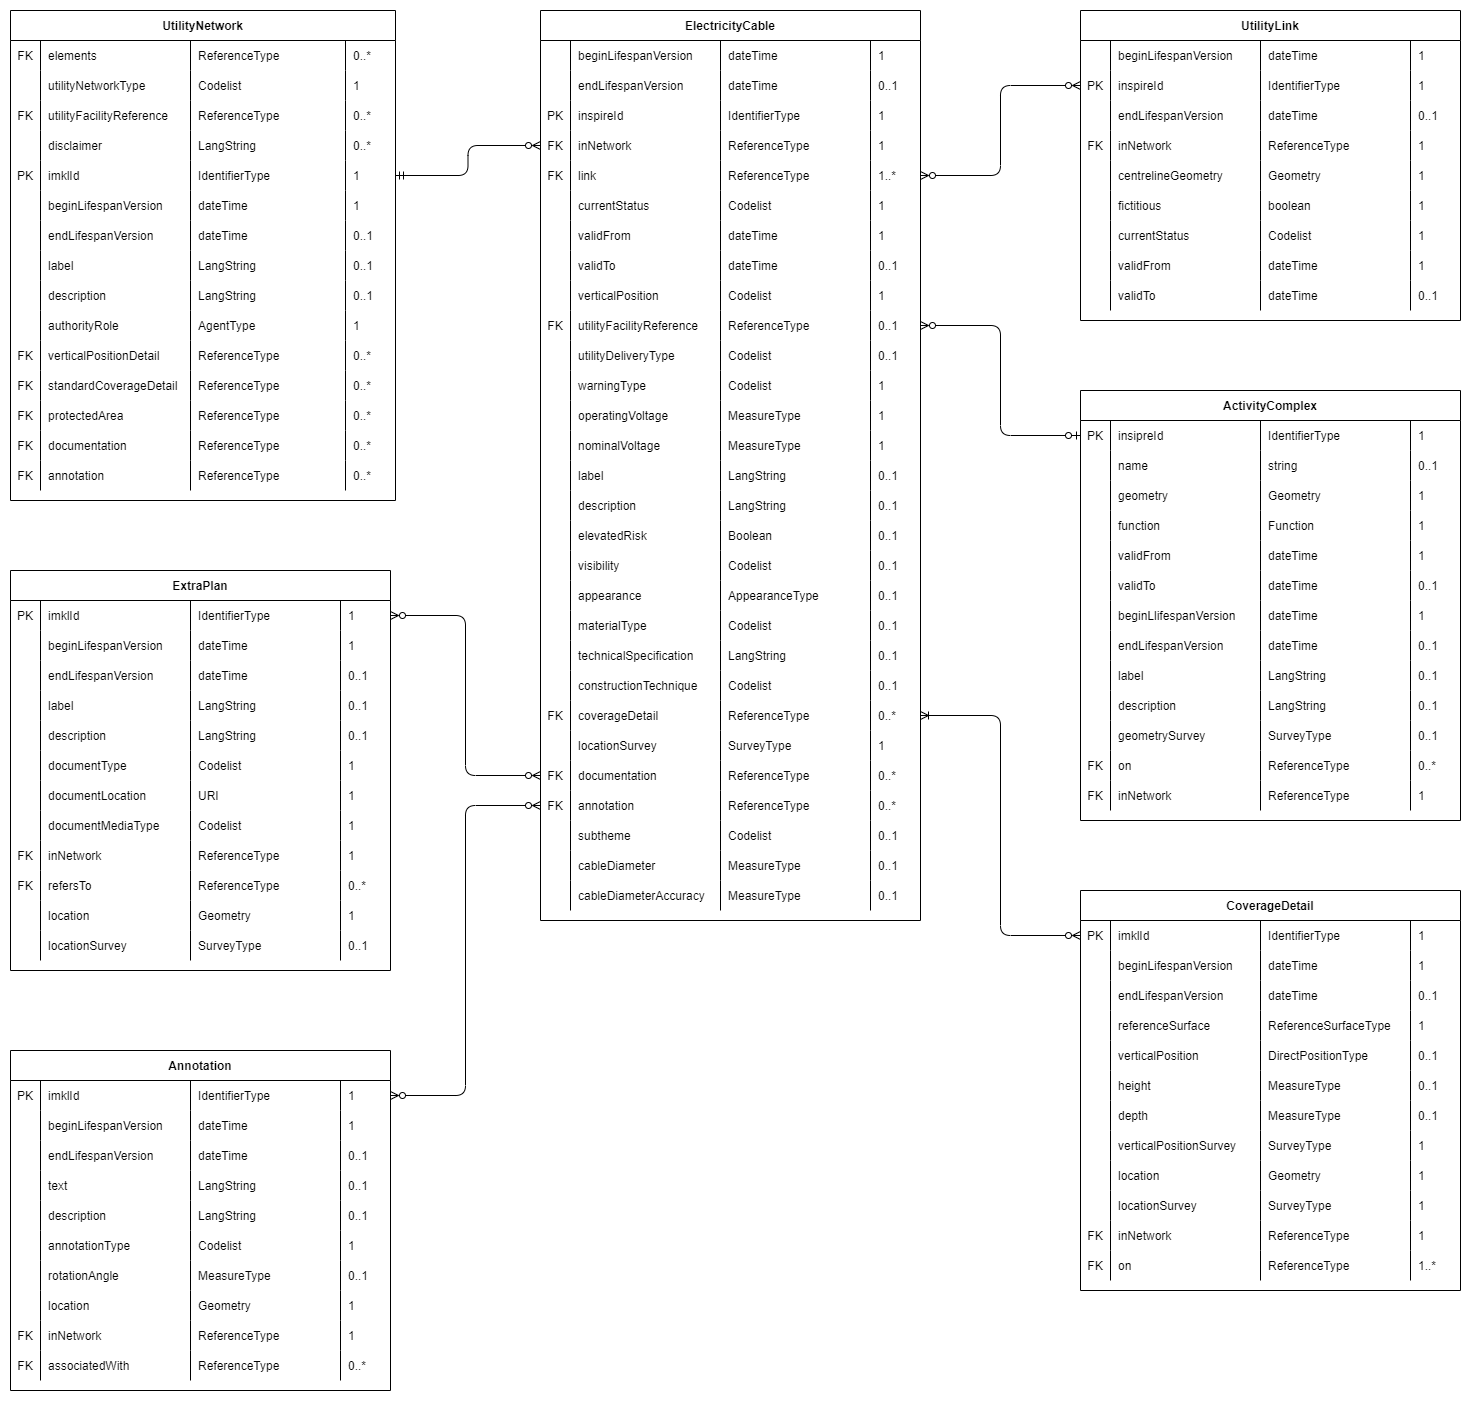 UtilityNetwork
FK elements ReferenceType 0..*
utilityNetworkType Codelist 1
FK utilityFacilityReference ReferenceType 0..*
disclaimer LangString 0..*
PK imklId IdentifierType 1
beginLifespanVersion dateTime 1
endLifespanVersion dateTime 0..1
label LangString 0..1
description LangString 0..1
authorityRole AgentType 1
FK verticalPositionDetail ReferenceType 0..*
FK standardCoverageDetail ReferenceType 0..*
FK protectedArea ReferenceType 0..*
FK documentation ReferenceType 0..*
FK annotation ReferenceType 0..*
ExtraPlan
PK imklId IdentifierType 1
beginLifespanVersion dateTime 1
endLifespanVersion dateTime 0..1
label LangString 0..1
description LangString 0..1
documentType Codelist 1
documentLocation URI 1
documentMediaType Codelist 1
FK inNetwork ReferenceType 1
FK refersTo ReferenceType 0..*
location Geometry 1
locationSurvey SurveyType 0..1
Annotation
PK imklId IdentifierType 1
beginLifespanVersion dateTime 1
endLifespanVersion dateTime 0..1
text LangString 0..1
description LangString 0..1
annotationType Codelist 1
rotationAngle MeasureType 0..1
location Geometry 1
FK inNetwork ReferenceType 1
FK associatedWith ReferenceType 0..*
ElectricityCable
beginLifespanVersion dateTime 1
endLifespanVersion dateTime 0..1
PK inspireId IdentifierType 1
FK inNetwork ReferenceType 1
FK link ReferenceType 1..*
currentStatus Codelist 1
validFrom dateTime 1
validTo dateTime 0..1
verticalPosition Codelist 1
FK utilityFacilityReference ReferenceType 0..1
utilityDeliveryType Codelist 0..1
warningType Codelist 1
operatingVoltage MeasureType 1
nominalVoltage MeasureType 1
label LangString 0..1
description LangString 0..1
elevatedRisk Boolean 0..1
visibility Codelist 0..1
appearance AppearanceType 0..1
materialType Codelist 0..1
technicalSpecification LangString 0..1
constructionTechnique Codelist 0..1
FK coverageDetail ReferenceType 0..*
locationSurvey SurveyType 1
FK documentation ReferenceType 0..*
FK annotation ReferenceType 0..*
subtheme Codelist 0..1
cableDiameter MeasureType 0..1
cableDiameterAccuracy MeasureType 0..1
UtilityLink
beginLifespanVersion dateTime 1
PK inspireId IdentifierType 1
endLifespanVersion dateTime 0..1
FK inNetwork ReferenceType 1
centrelineGeometry Geometry 1
fictitious boolean 1
currentStatus Codelist 1
validFrom dateTime 1
validTo dateTime 0..1
ActivityComplex
PK insipreId IdentifierType 1
name string 0..1
geometry Geometry 1
function Function 1
validFrom dateTime 1
validTo dateTime 0..1
beginLlifespanVersion dateTime 1
endLifespanVersion dateTime 0..1
label LangString 0..1
description LangString 0..1
geometrySurvey SurveyType 0..1
FK on ReferenceType 0..*
FK inNetwork ReferenceType 1
CoverageDetail
PK imklId IdentifierType 1
beginLifespanVersion dateTime 1
endLifespanVersion dateTime 0..1
referenceSurface ReferenceSurfaceType 1
verticalPosition DirectPositionType 0..1
height MeasureType 0..1
depth MeasureType 0..1
verticalPositionSurvey SurveyType 1
location Geometry 1
locationSurvey SurveyType 1
FK inNetwork ReferenceType 1
FK on ReferenceType 1..*